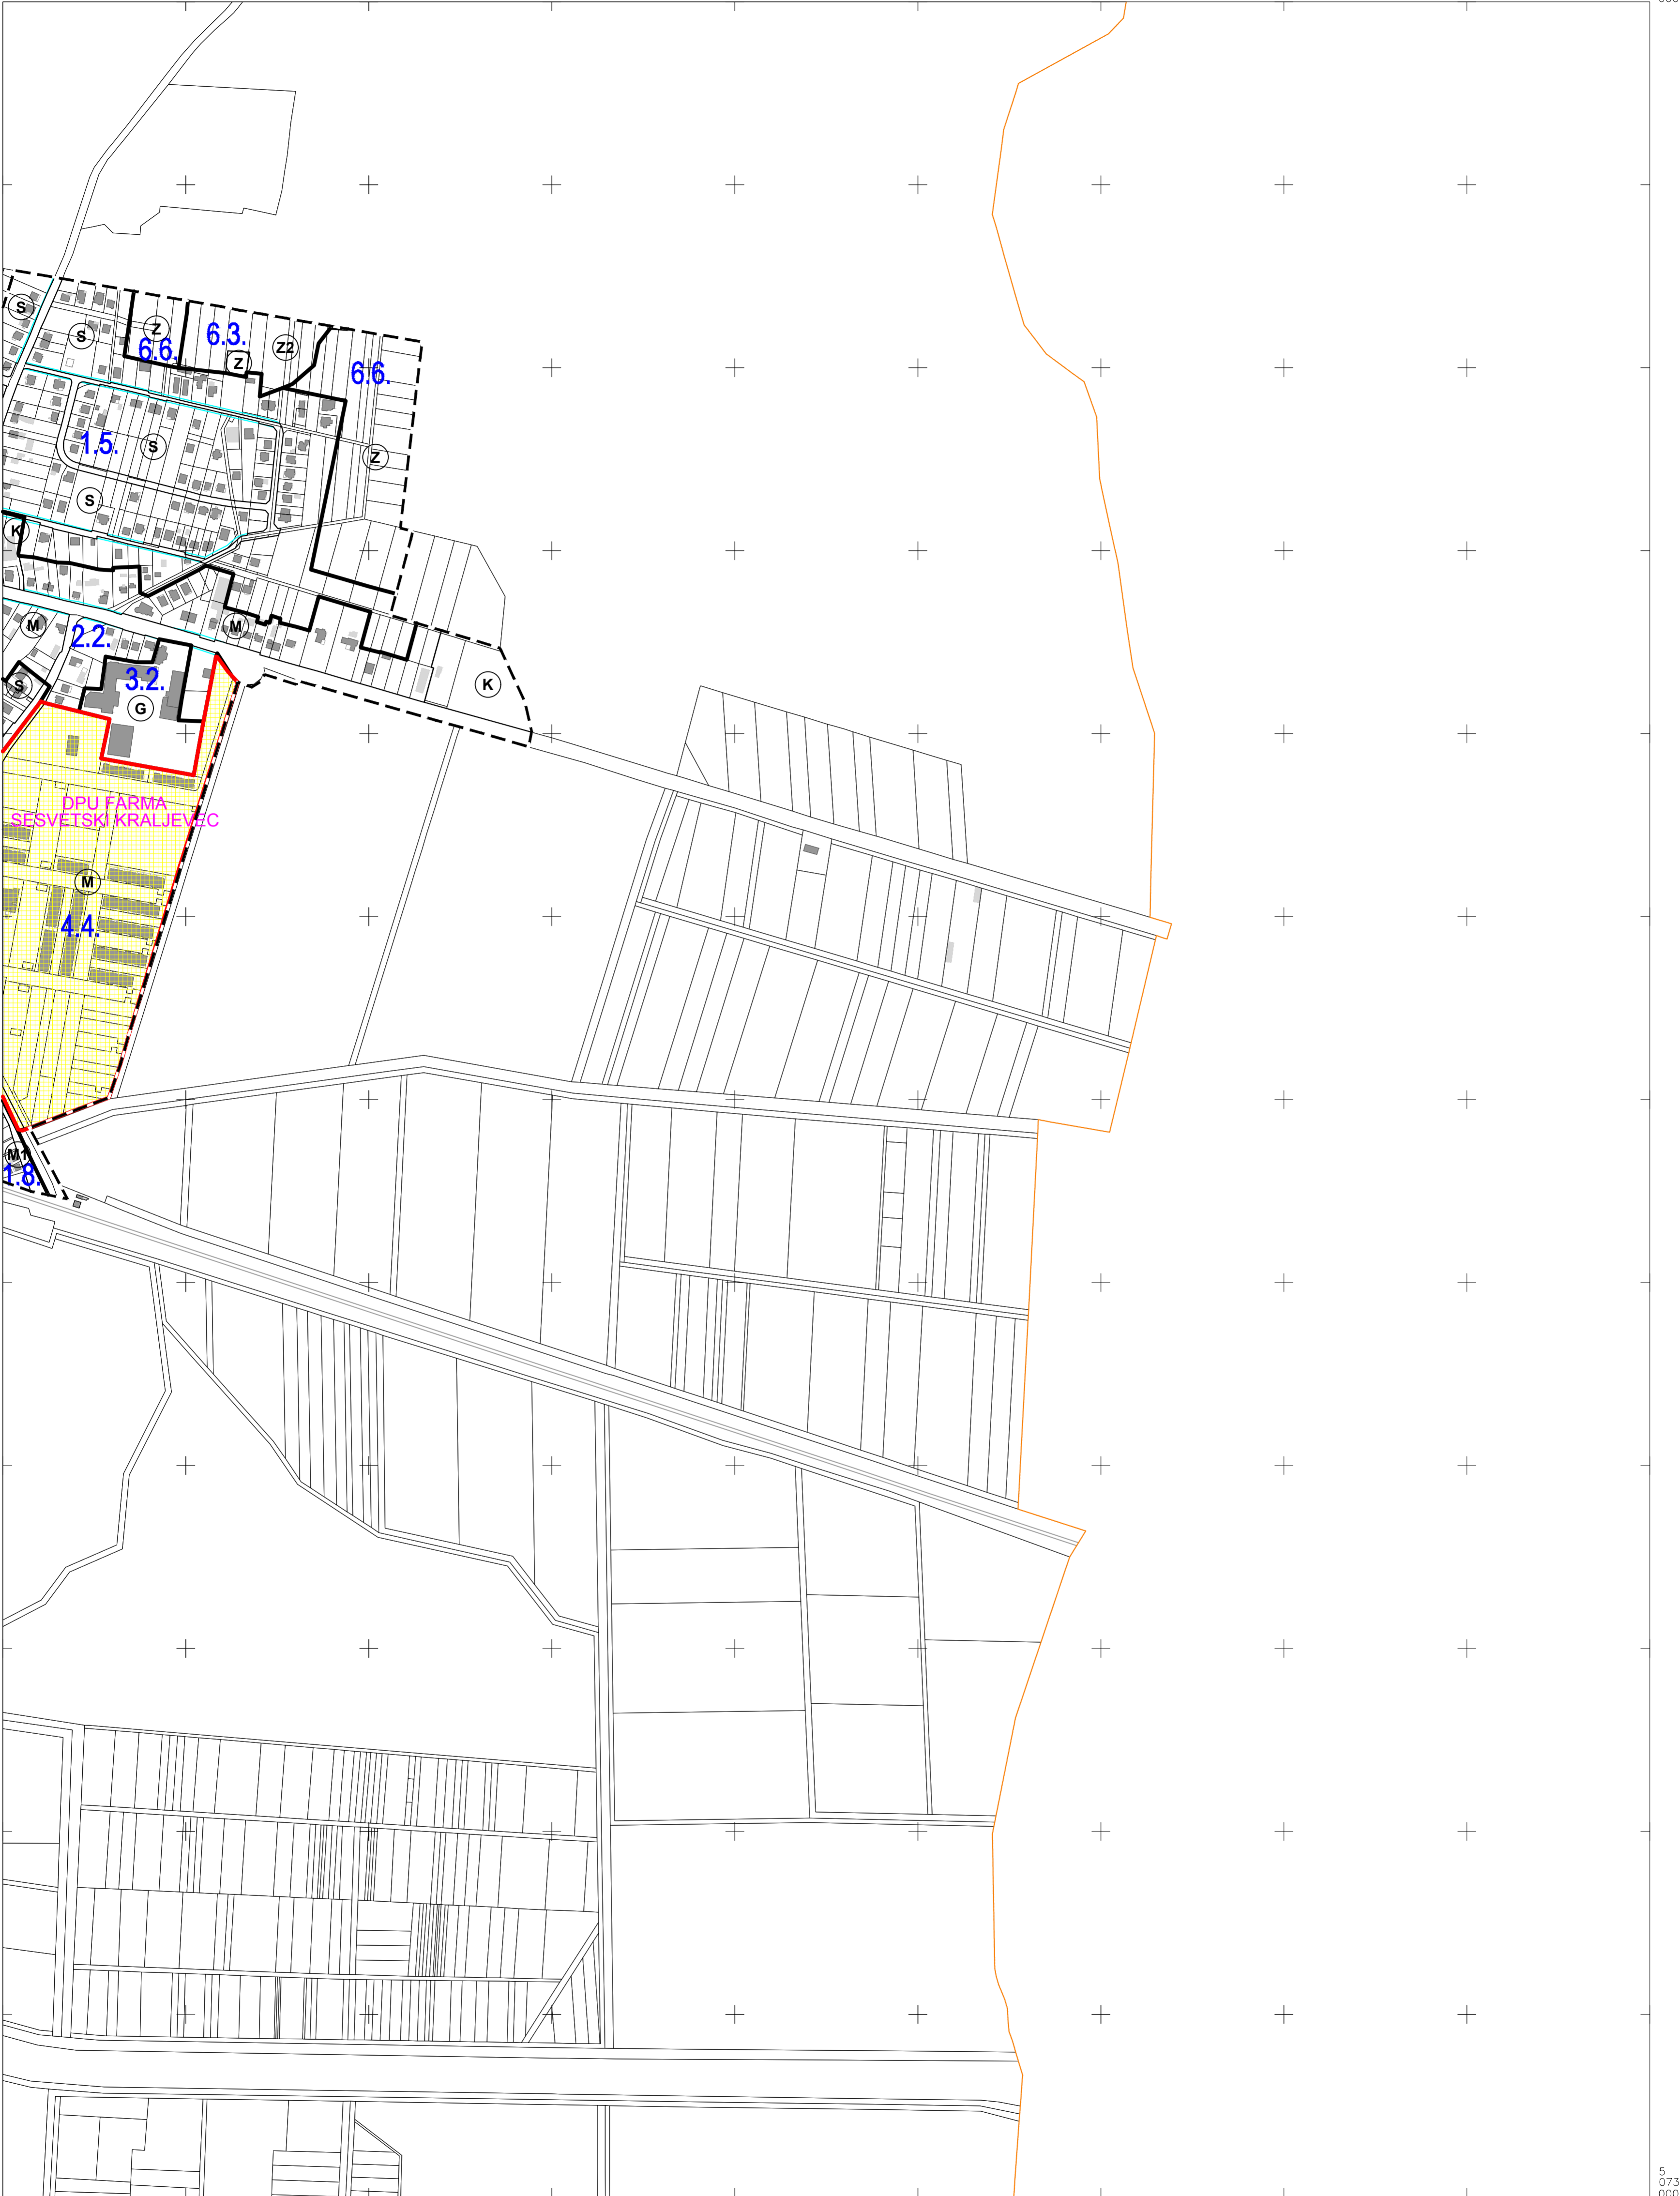 S
S
Z
6.6.
6.3.
Z
Z2
6.6.
1.5.
S
Z
S
K
M
2.2.
M
S
3.2.
G
K
DPU FARMA
SESVETSKI KRALJEVEC
M
4.4.
M1
1.8.
5
073
000